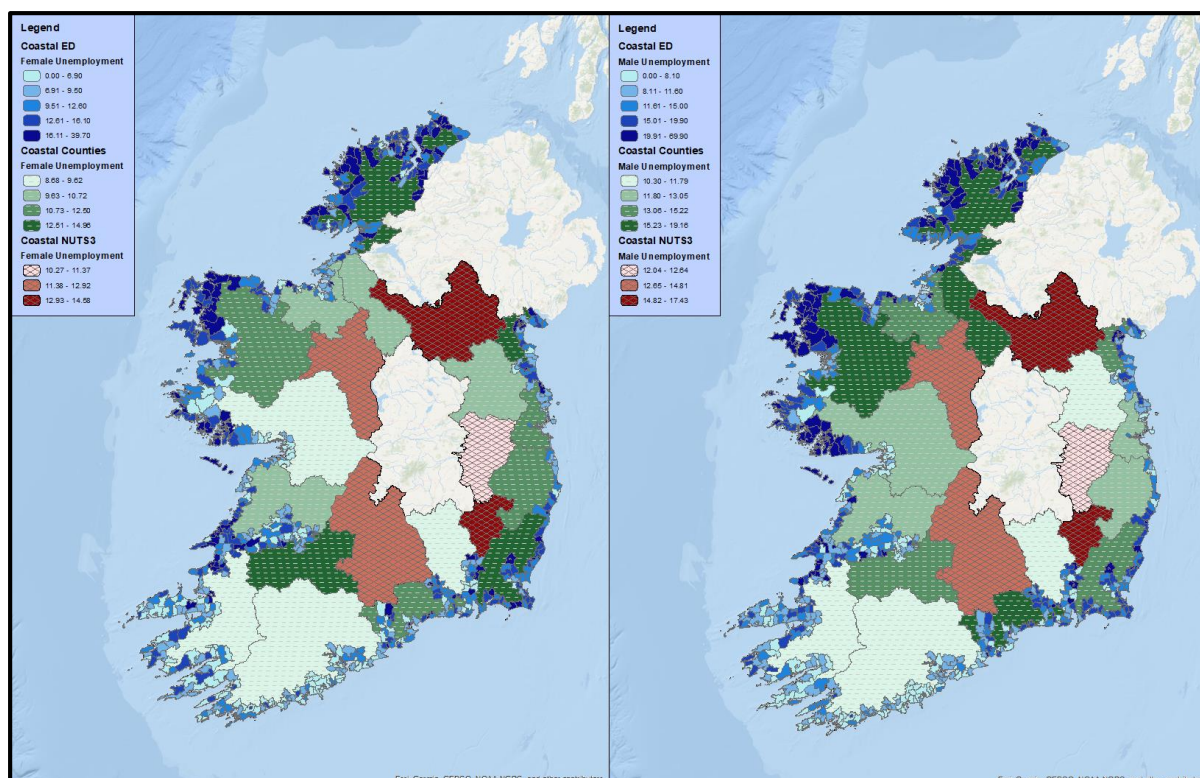 Legend
Coastal ED
Female Unemployment
0.00 - 6.90
6.91 - 9.50
9.51 - 12.60
12.61 - 16.10
16.11 - 39.70
Coastal Counties
Female Unemployment
8.68 - 9.62
9.63 - 10.72
10.73 - 12.50
12.51 - 14.96
Coastal NUTS3
Female Unemployment
10.27 - 11.37
11.38 - 12.92
12.93 - 14.58
Legend
Coastal ED
Male Unemployment
0.00 - 8.10
8.11 - 11.60
11.61 - 15.00
15.01 - 19.90
19.91 - 69.90
Coastal Counties
Male Unemployment
10.30 - 11.79
11.80 - 13.05
13.06 - 15.22
15.23 - 19.16
Coastal NUTS3
Male Unemployment
12.04 - 12.64
12.65 - 14.81
14.82 - 17.43